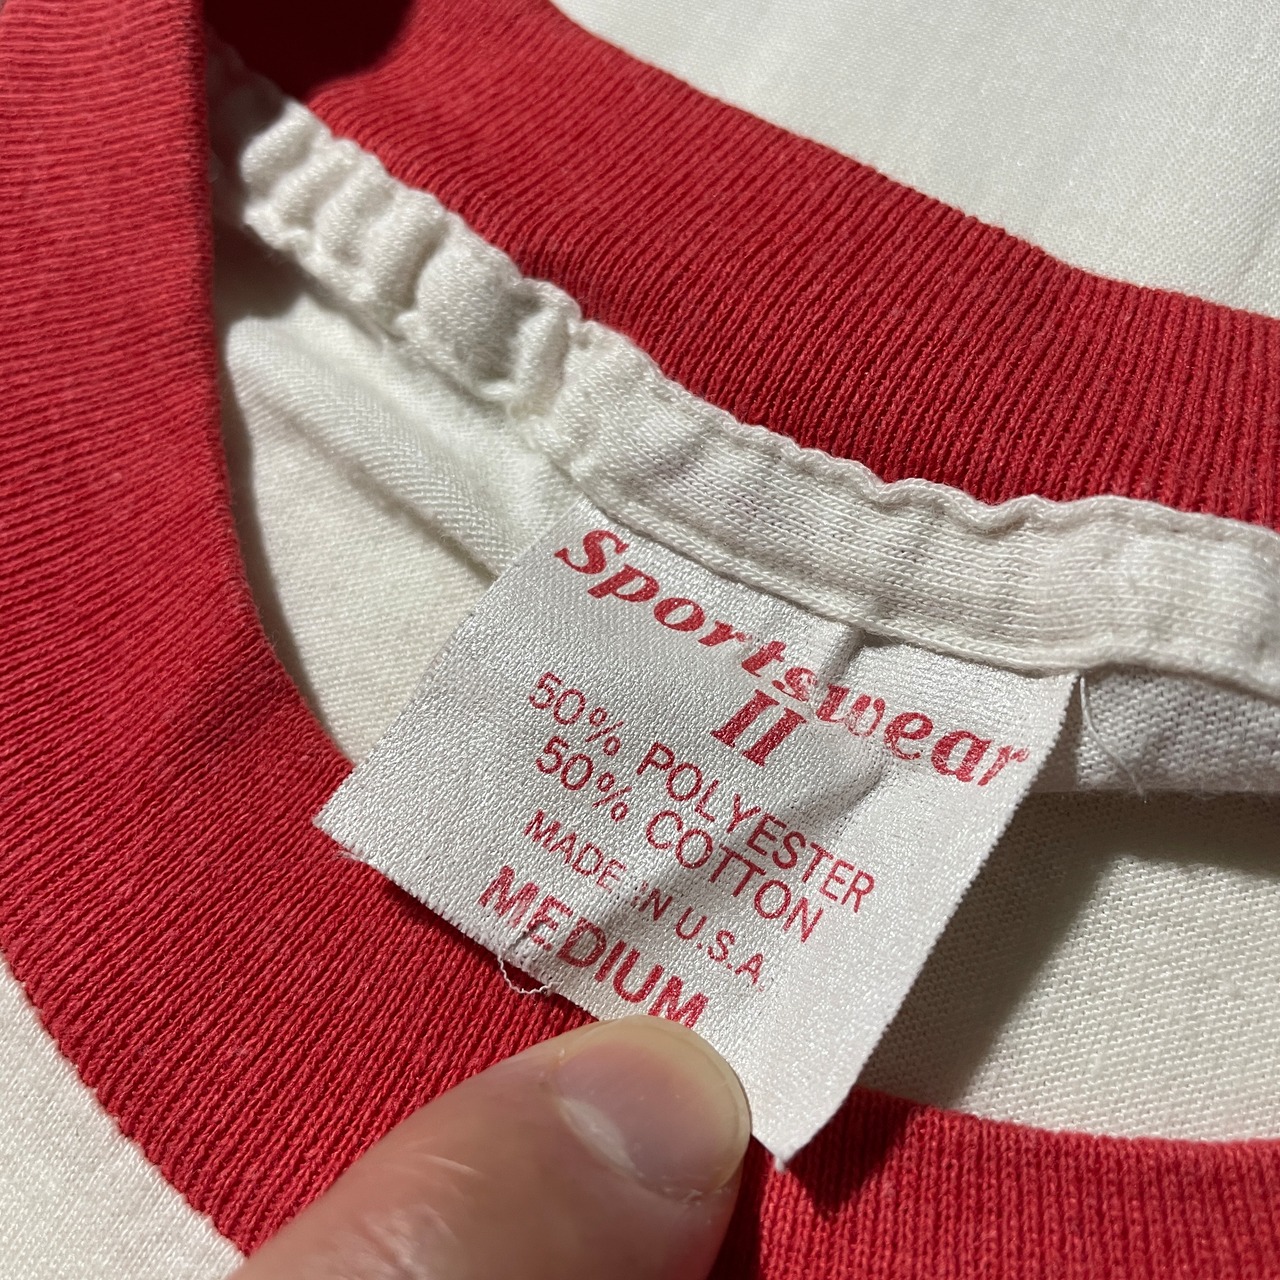 Sportswear
II
50% POLYESTER
50% COTTON
MADE IN U.S.A.
MEDIUM